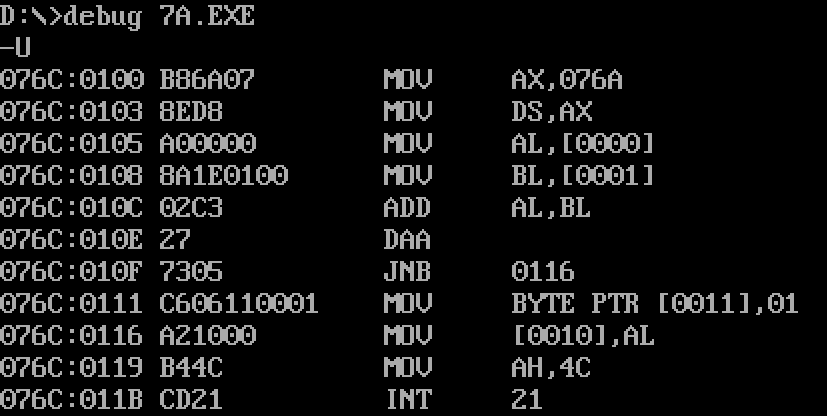 D:\>debug 7A.EXE
-U
076C:0100 B86A07 MOV AX,076A
076C:0103 8ED8 MOV DS,AX
076C:0105 A00000 MOV AL,[0000]
076C:0108 8A1E0100 MOV BL,[0001]
076C:010C 02C3 ADD AL,BL
076C:010E 27 DAA
076C:010F 7305 JNB 0116
076C:0111 C606110001 MOV BYTE PTR [0011],01
076C:0116 A21000 MOV [0010],AL
076C:0119 B44C MOV AH,4C
076C:011B CD21 INT 21